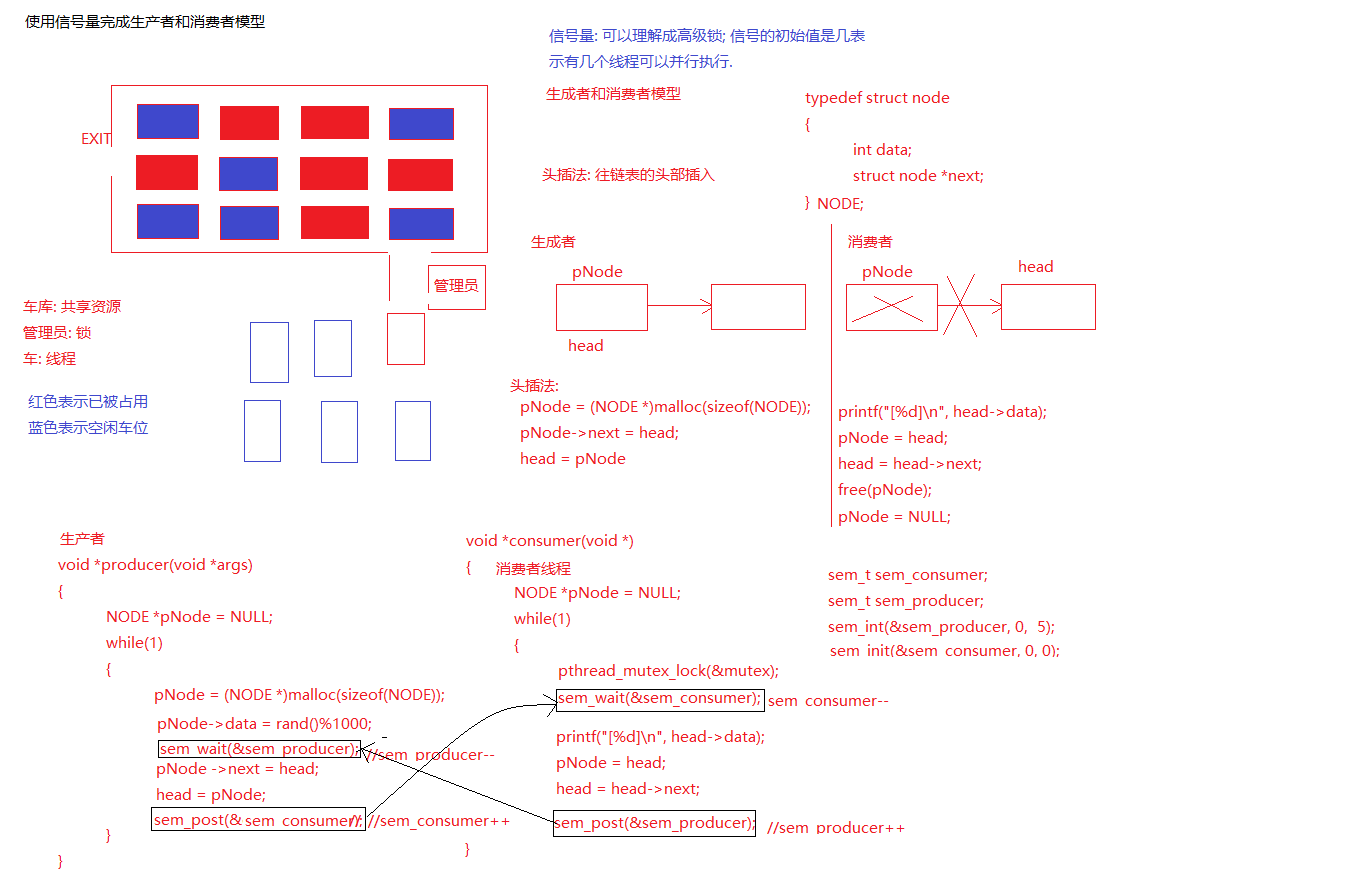 使用信号量完成生产者和消费者模型
信号量: 可以理解成高级锁; 信号的初始值是几表
示有几个线程可以并行执行.
生成者和消费者模型
EXIT
头插法: 往链表的头部插入
typedef struct node
{
int data;
struct node *next;
} NODE;
管理员
车库: 共享资源
管理员: 锁
车: 线程
红色表示已被占用
蓝色表示空闲车位
生成者
pNode
head
头插法:
pNode = (NODE *)malloc(sizeof(NODE));
pNode->next = head;
head = pNode
消费者
pNode
head
printf("[%d]\n", head->data);
pNode = head;
head = head->next;
free(pNode);
pNode = NULL;
生产者
void *producer(void *args)
{
NODE *pNode = NULL;
while(1)
{
pNode = (NODE *)malloc(sizeof(NODE));
pNode->data = rand()%1000;
sem_wait(&sem_producer); //sem_producer--
pNode ->next = head;
head = pNode;
sem_post(& sem_consumer); //sem_consumer++
}
}
void *consumer(void *)
{ 消费者线程
NODE *pNode = NULL;
while(1)
{
pthread_mutex_lock(&mutex);
sem_wait(&sem_consumer); sem_consumer--
printf("[%d]\n", head->data);
pNode = head;
head = head->next;
sem_post(&sem_producer); //sem_producer++
}
sem_t sem_consumer;
sem_t sem_producer;
sem_int(&sem_producer, 0, 5);
sem_init(&sem_consumer, 0, 0);